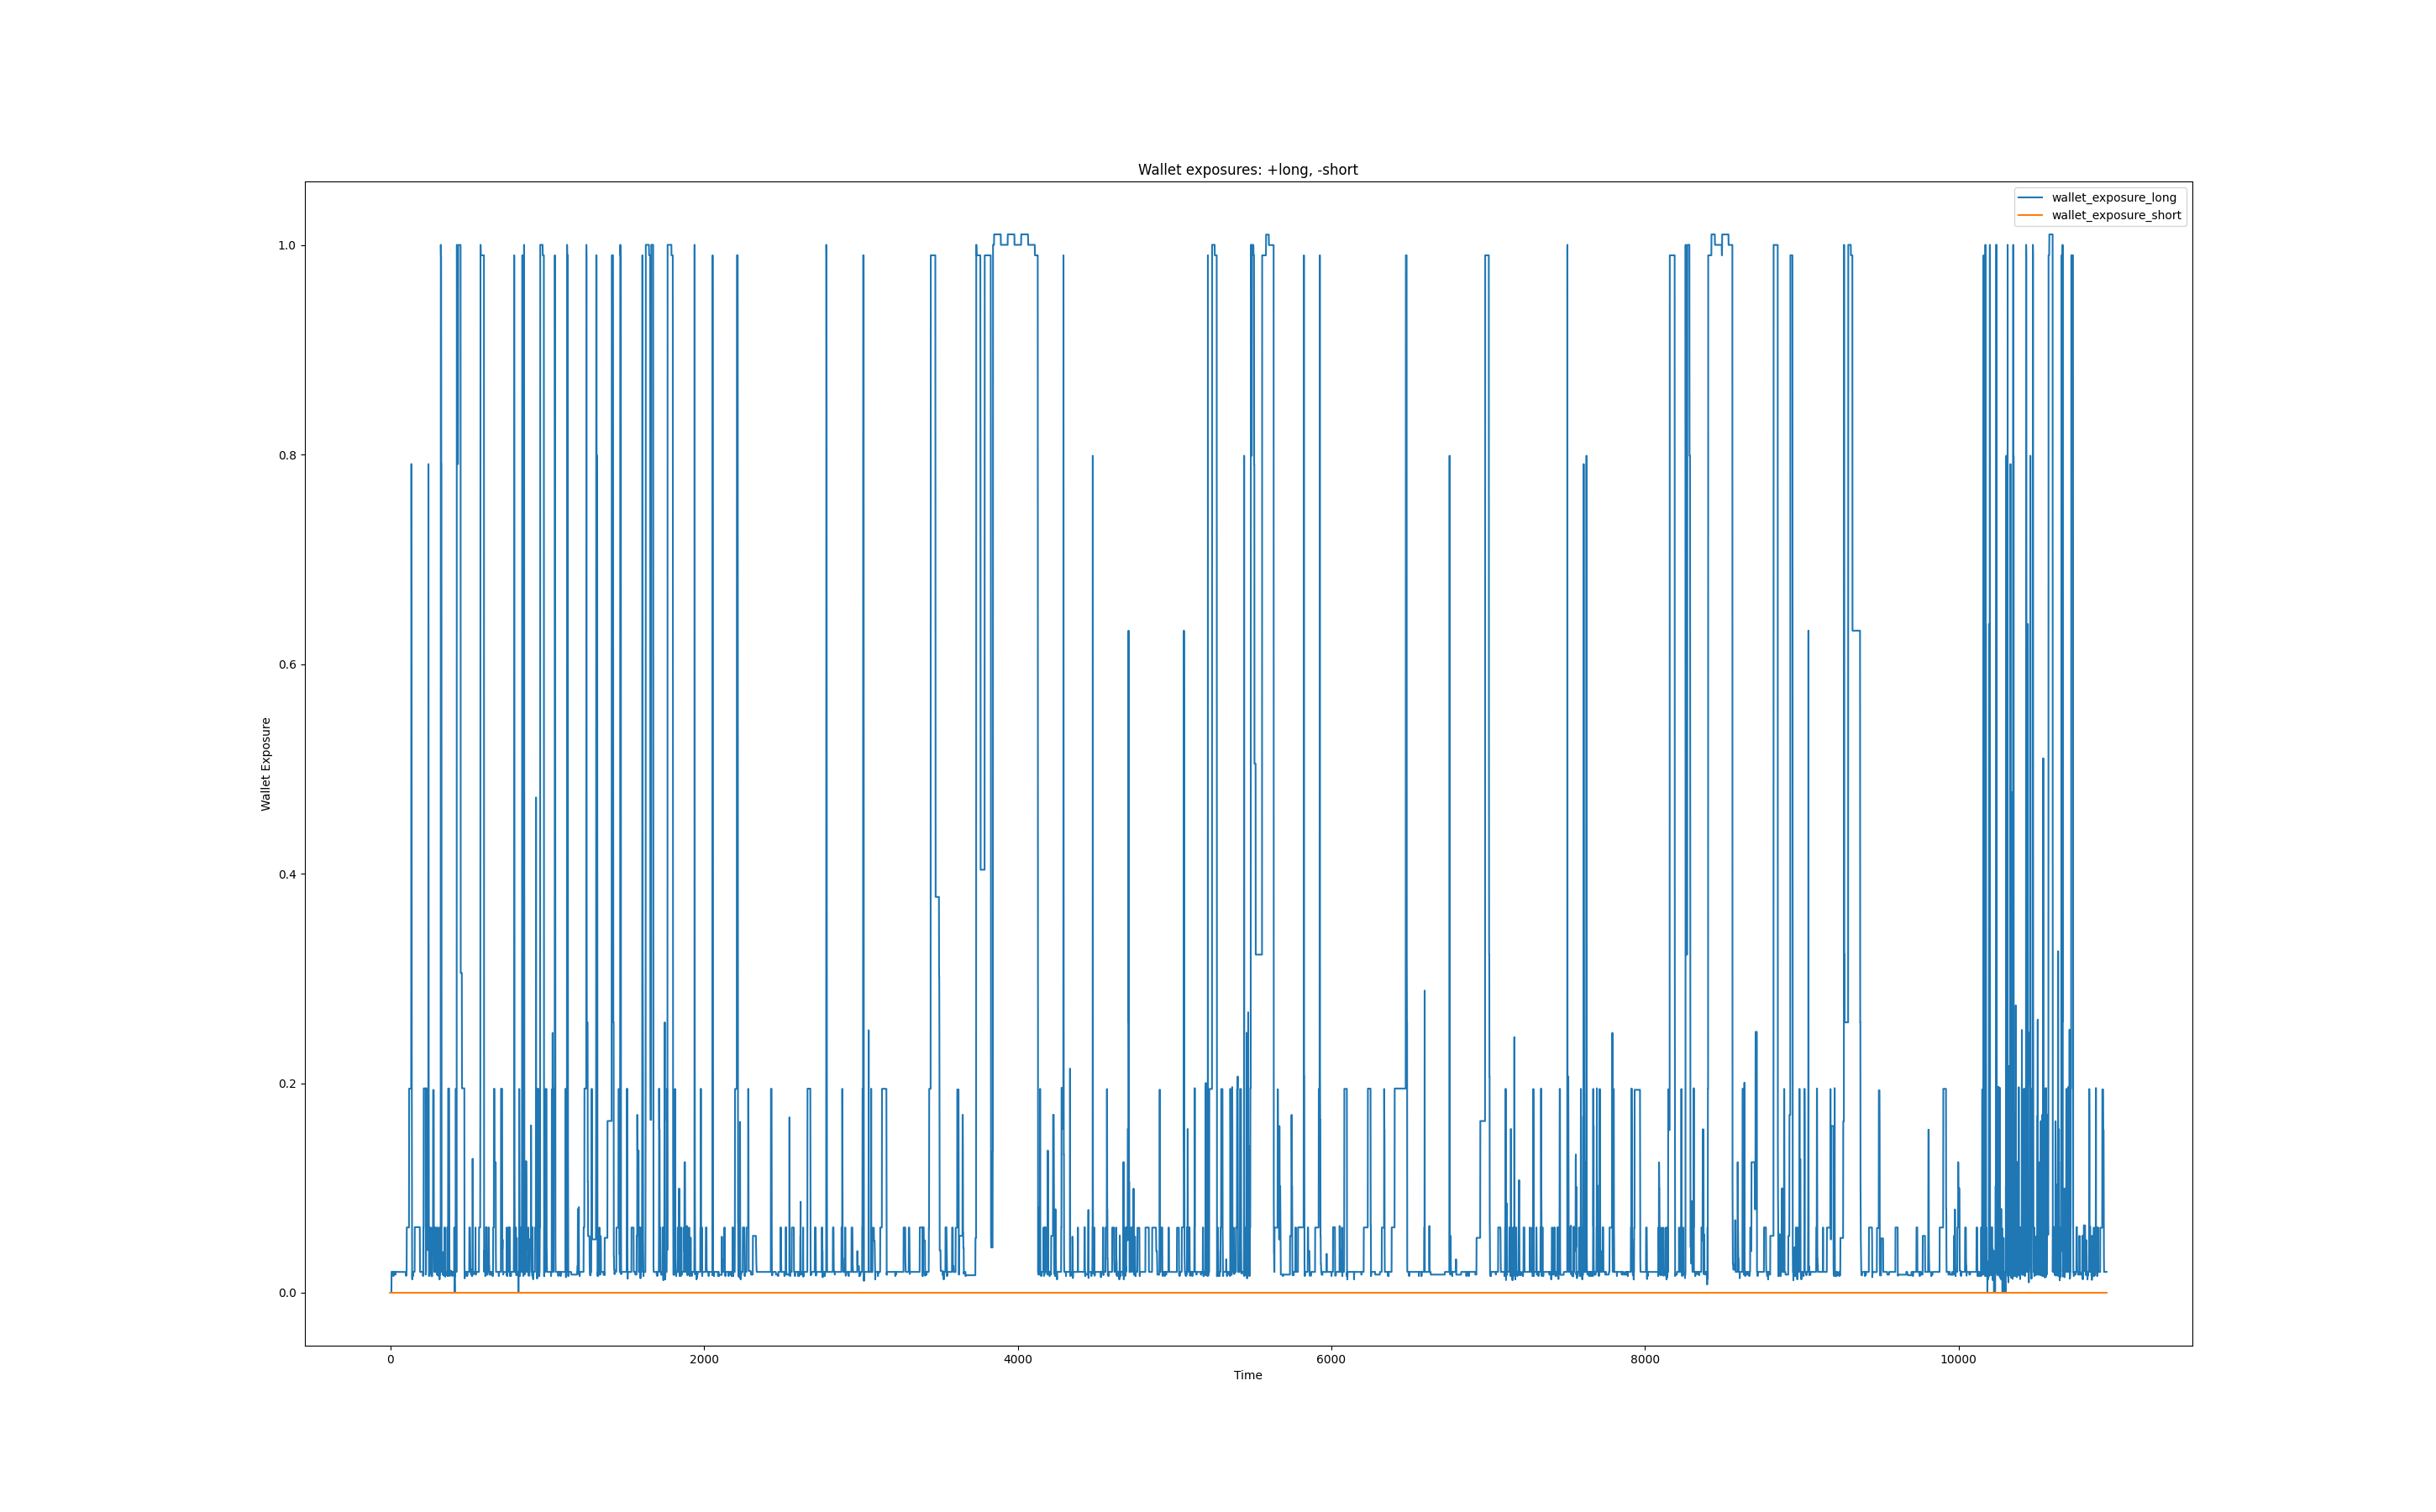 Wallet exposures: +long, -short
wallet_exposure_long
wallet_exposure_short
1.0
0.8
0.6
0.4
0.2
0.0
Wallet Exposure
0 2000 4000 6000 8000 10000
Time